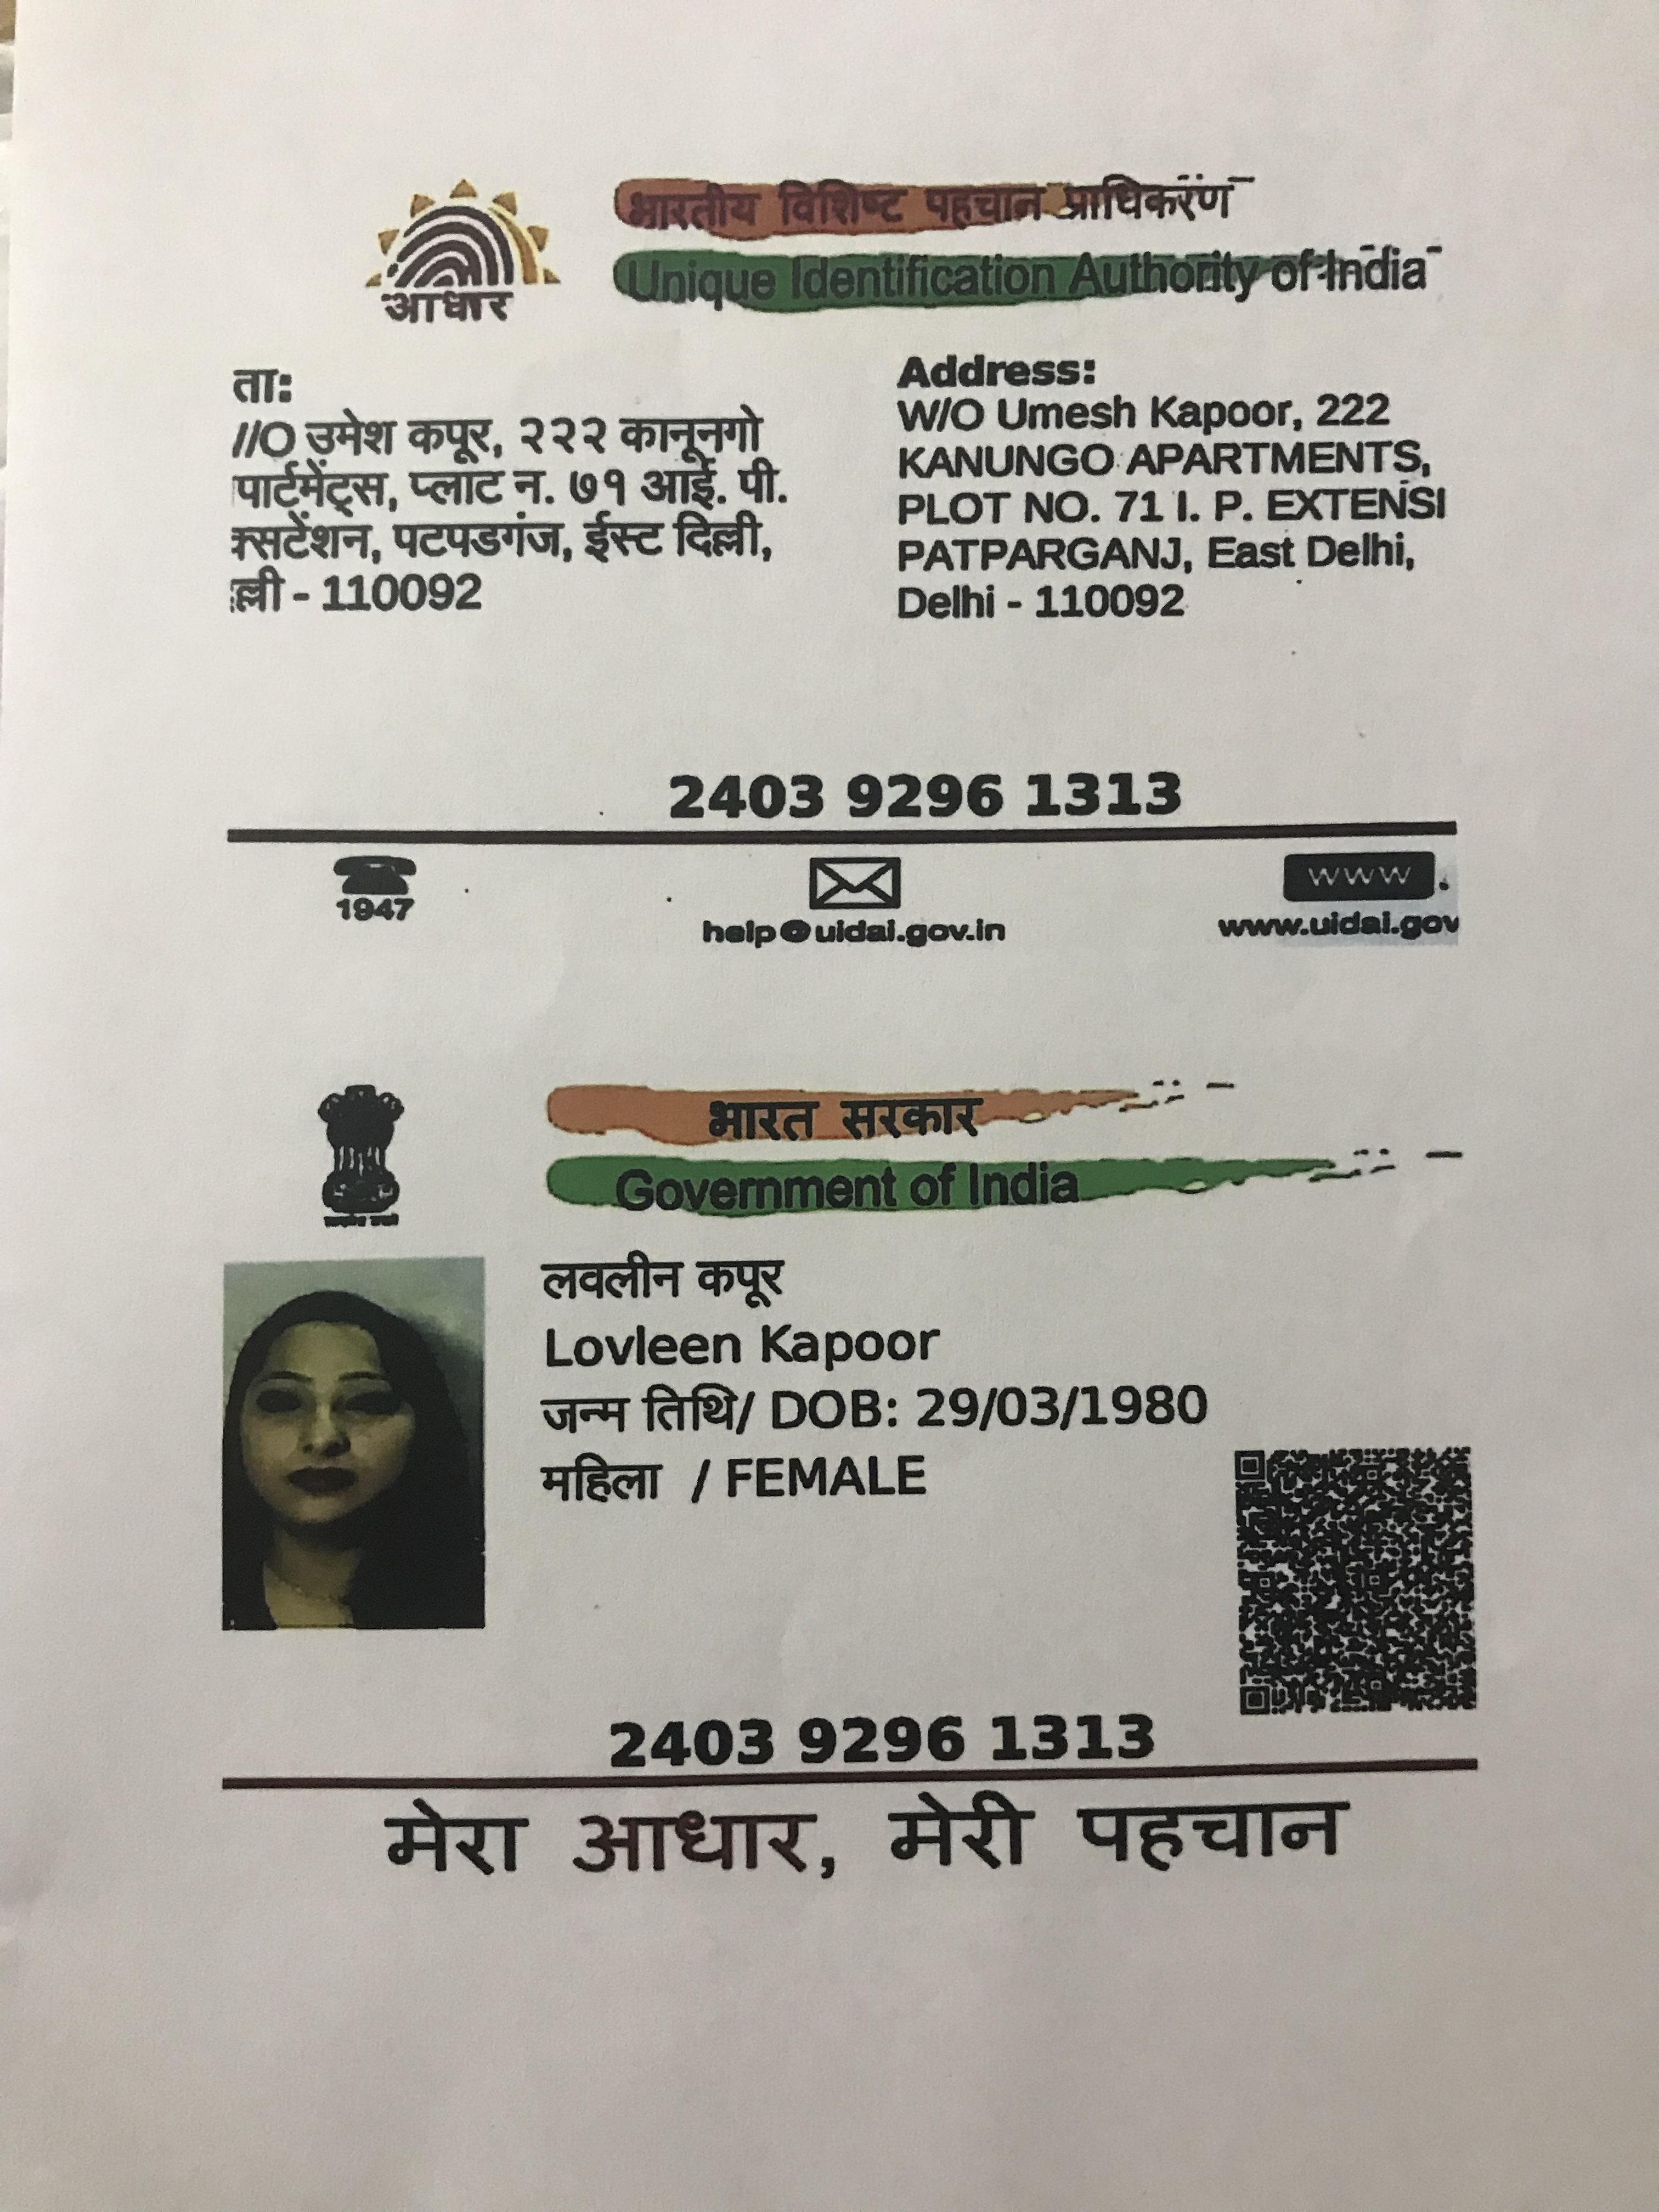 आधार
भारतीय विशिष्ट पहचान प्राधिकरण
Unique Identification Authority of India
ता:
//O उमेश कपूर, २२२ कानूनगो
पार्टमेंट्स, प्लाट न. ७१ आई. पी.
क्सटेंशन, पटपडगंज, ईस्ट दिल्ली,
ल्ली - 110092
Address:
W/O Umesh Kapoor, 222
KANUNGO APARTMENTS,
PLOT NO. 71 I. P. EXTENSI
PATPARGANJ, East Delhi,
Delhi - 110092
2403 9296 1313
1947
help@uidai.gov.in
www.
www.uidai.gov
भारत सरकार
Government of India
लवलीन कपूर
Lovleen Kapoor
जन्म तिथि/ DOB: 29/03/1980
महिला / FEMALE
2403 9296 1313
मेरा आधार, मेरी पहचान